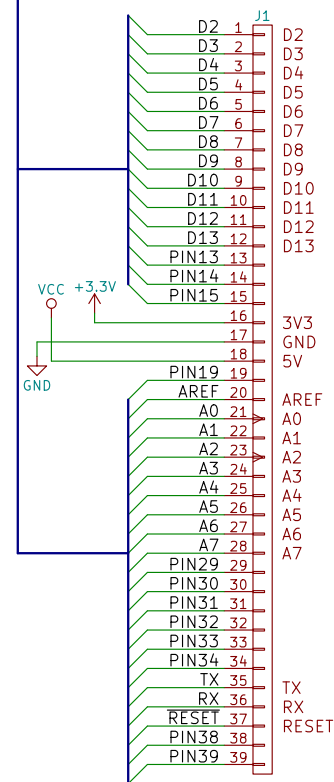 J1
D2 1 D2
D3 2 D3
D4 3 D4
D5 4 D5
D6 5 D6
D7 6 D7
D8 7 D8
D9 8 D9
D10 9 D10
D11 10 D11
D12 11 D12
D13 12 D13
PIN13 13
PIN14 14
VCC +3.3V
PIN15 15
16 3V3
17 GND
18 5V
GND
PIN19 19
AREF 20 AREF
A0 21 A0
A1 22 A1
A2 23 A2
A3 24 A3
A4 25 A4
A5 26 A5
A6 27 A6
A7 28 A7
PIN29 29
PIN30 30
PIN31 31
PIN32 32
PIN33 33
PIN34 34
TX 35 TX
RX 36 RX
RESET 37 RESET
PIN38 38
PIN39 39